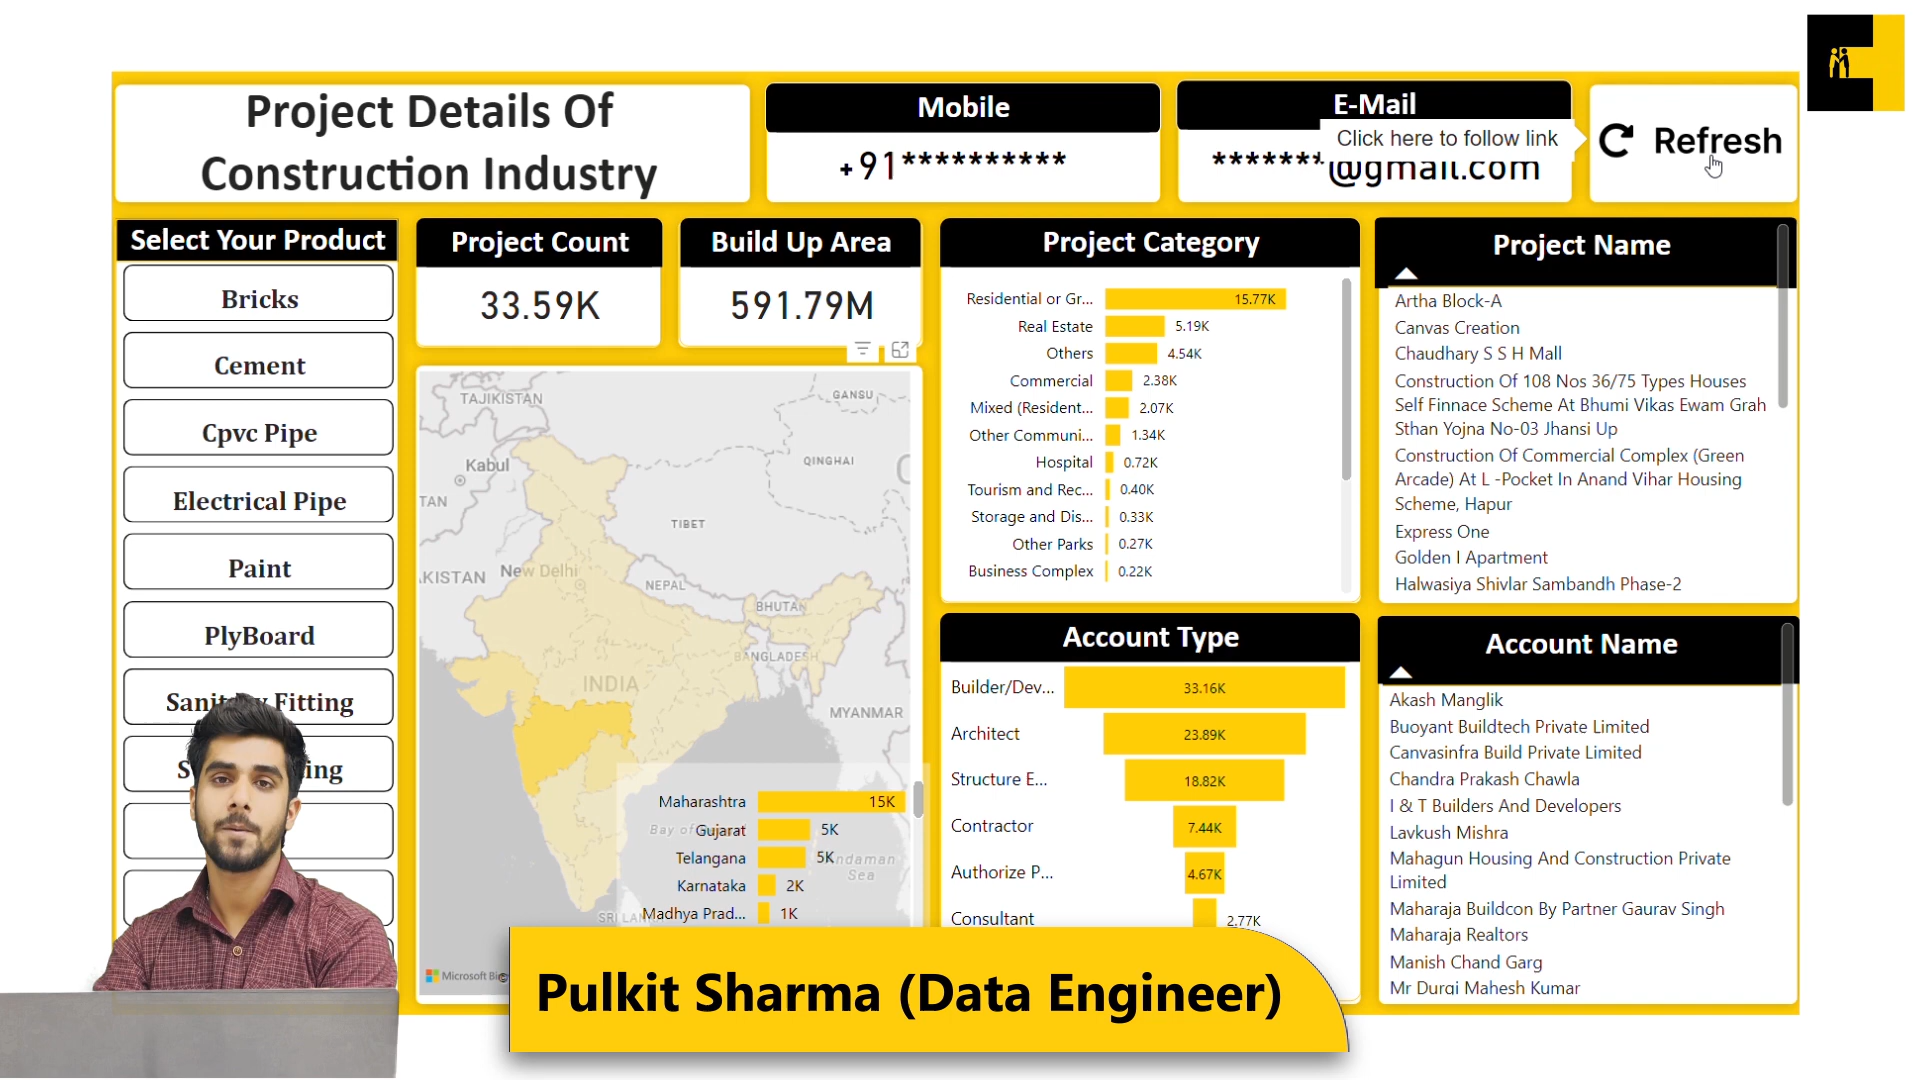 Project Details Of
Construction Industry
Mobile
+91**********
E-Mail
Click here to follow link
*******@gmail.com
Refresh
Select Your Product
Bricks
Cement
Cpvc Pipe
Electrical Pipe
Paint
PlyBoard
Fitting
Project Count
33.59K
Build Up Area
591.79M
TAJIKISTAN
GANSU
Kabul
QINGHAI
TAN
TIBET
KISTAN
New Delhi
NEPAL
BHUTAN
BANGLADESH
INDIA
MYANMAR
Maharashtra 15K
Bay of
Gujarat 5K
Telangana 5K
ndaman
Sea
Karnataka 2K
SRI LAN
Madhya Prad... 1K
Microsoft Bi
Project Category
Residential or Gr... 15.77K
Real Estate 5.19K
Others 4.54K
Commercial 2.38K
Mixed (Resident... 2.07K
Other Communi... 1.34K
Hospital 0.72K
Tourism and Rec... 0.40K
Storage and Dis... 0.33K
Other Parks 0.27K
Business Complex 0.22K
Account Type
Builder/Dev... 33.16K
Architect 23.89K
Structure E... 18.82K
Contractor 7.44K
Authorize P... 4.67K
Consultant 2.77K
Project Name
Artha Block-A
Canvas Creation
Chaudhary S S H Mall
Construction Of 108 Nos 36/75 Types Houses
Self Finnace Scheme At Bhumi Vikas Ewam Grah
Sthan Yojna No-03 Jhansi Up
Construction Of Commercial Complex (Green
Arcade) At L -Pocket In Anand Vihar Housing
Scheme, Hapur
Express One
Golden I Apartment
Halwasiya Shivlar Sambandh Phase-2
Account Name
Akash Manglik
Buoyant Buildtech Private Limited
Canvasinfra Build Private Limited
Chandra Prakash Chawla
I & T Builders And Developers
Lavkush Mishra
Mahagun Housing And Construction Private
Limited
Maharaja Buildcon By Partner Gaurav Singh
Maharaja Realtors
Manish Chand Garg
Mr Durgi Mahesh Kumar
Pulkit Sharma (Data Engineer)